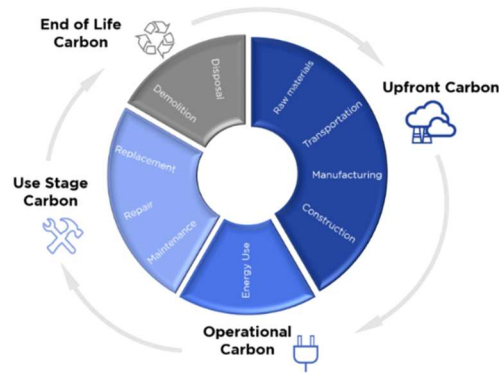 End of Life
Carbon
Disposal
Demolition
Raw materials
Transportation
Manufacturing
Construction
Upfront Carbon
Replacement
Repair
Maintenance
Use Stage
Carbon
Energy Use
Operational
Carbon